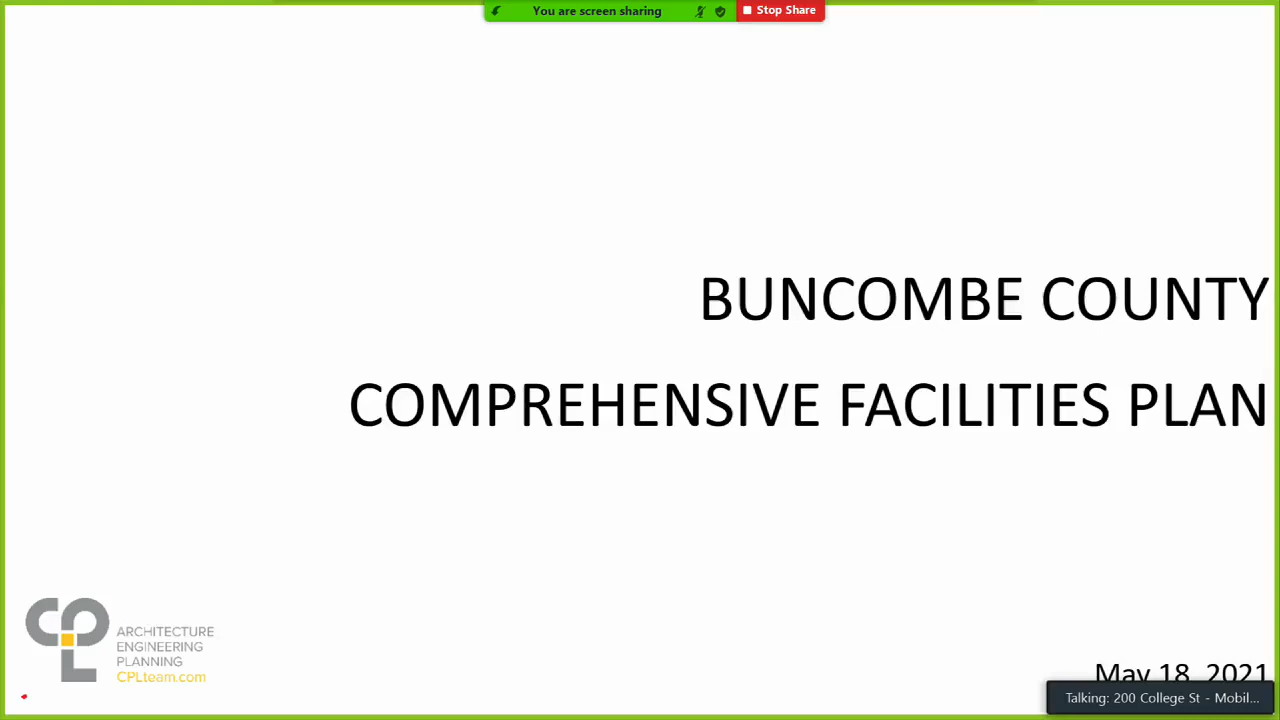 You are screen sharing
Stop Share
BUNCOMBE COUNTY
COMPREHENSIVE FACILITIES PLAN
CPL
ARCHITECTURE
ENGINEERING
PLANNING
CPLteam.com
May 18, 2021
Talking: 200 College St - Mobil...